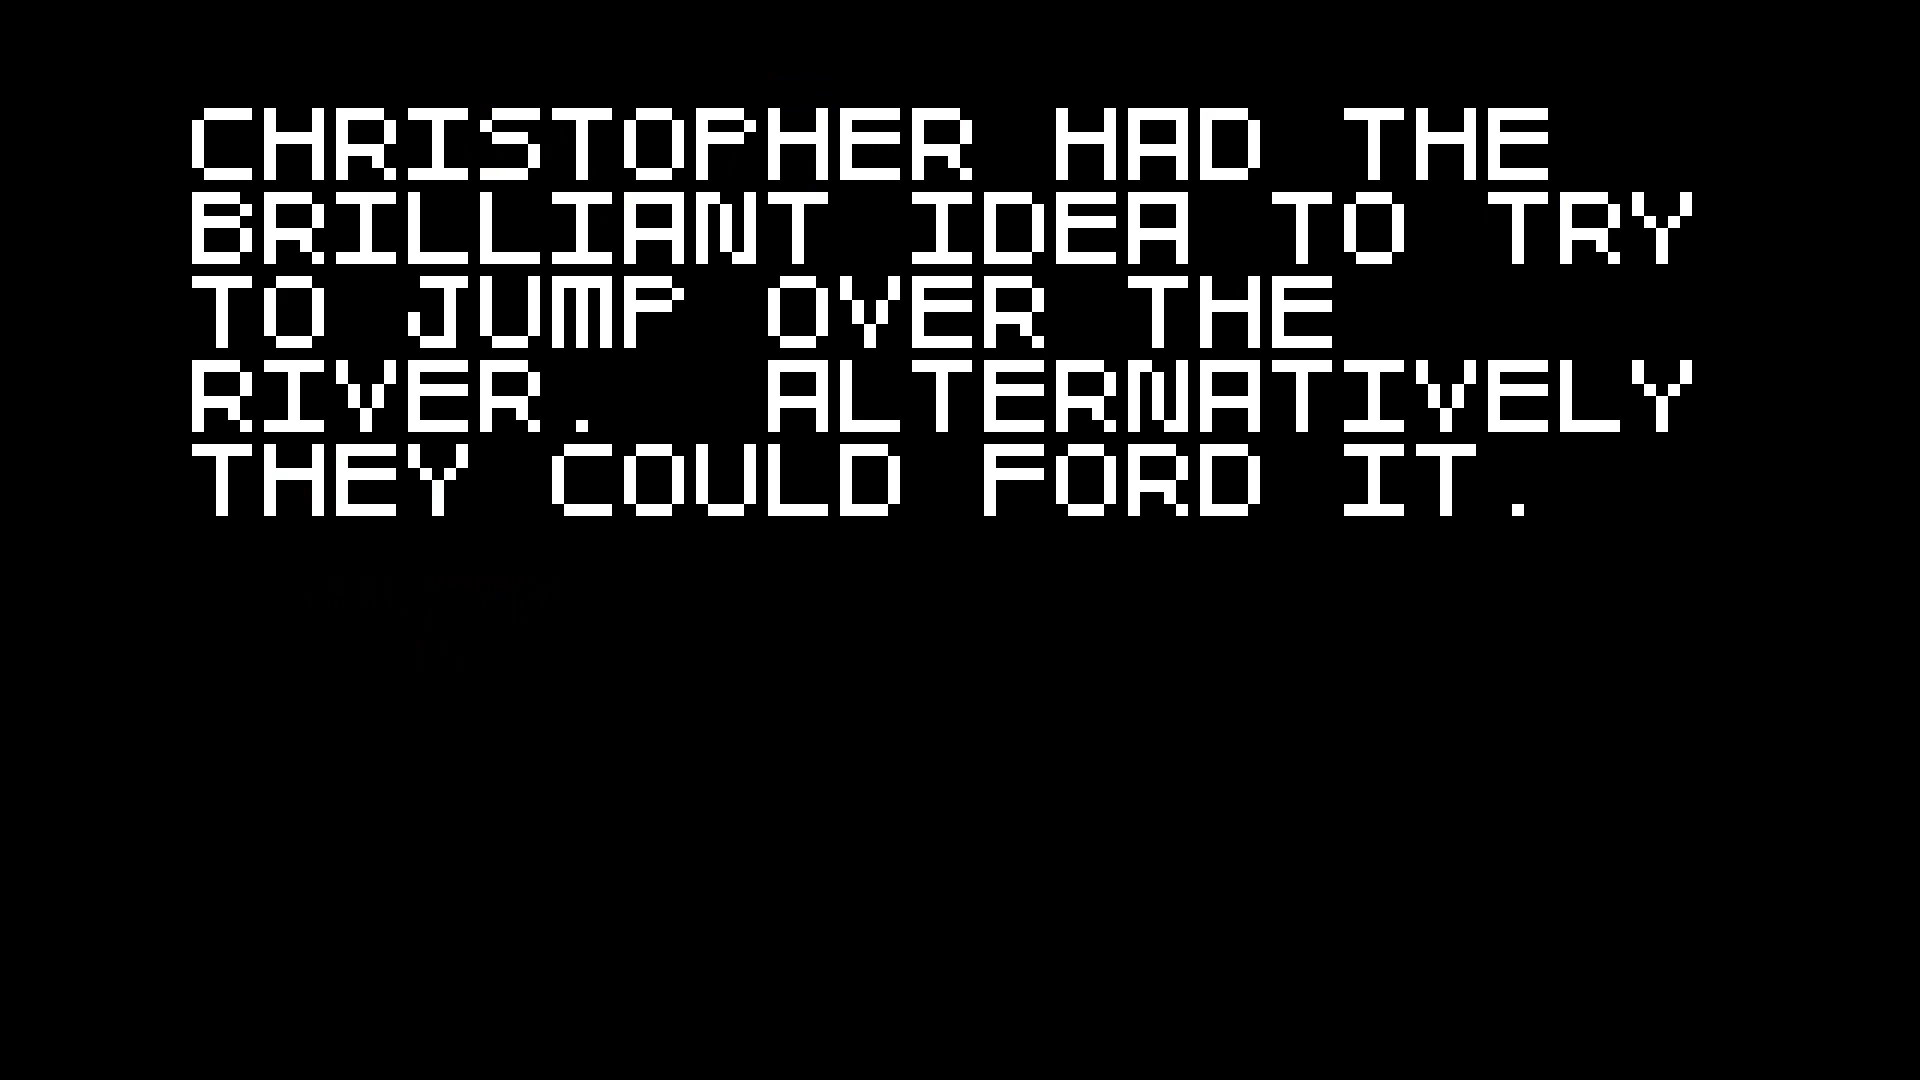 CHRISTOPHER HAD THE
BRILLIANT IDEA TO TRY
TO JUMP OVER THE
RIVER.  ALTERNATIVELY
THEY COULD FORD IT.